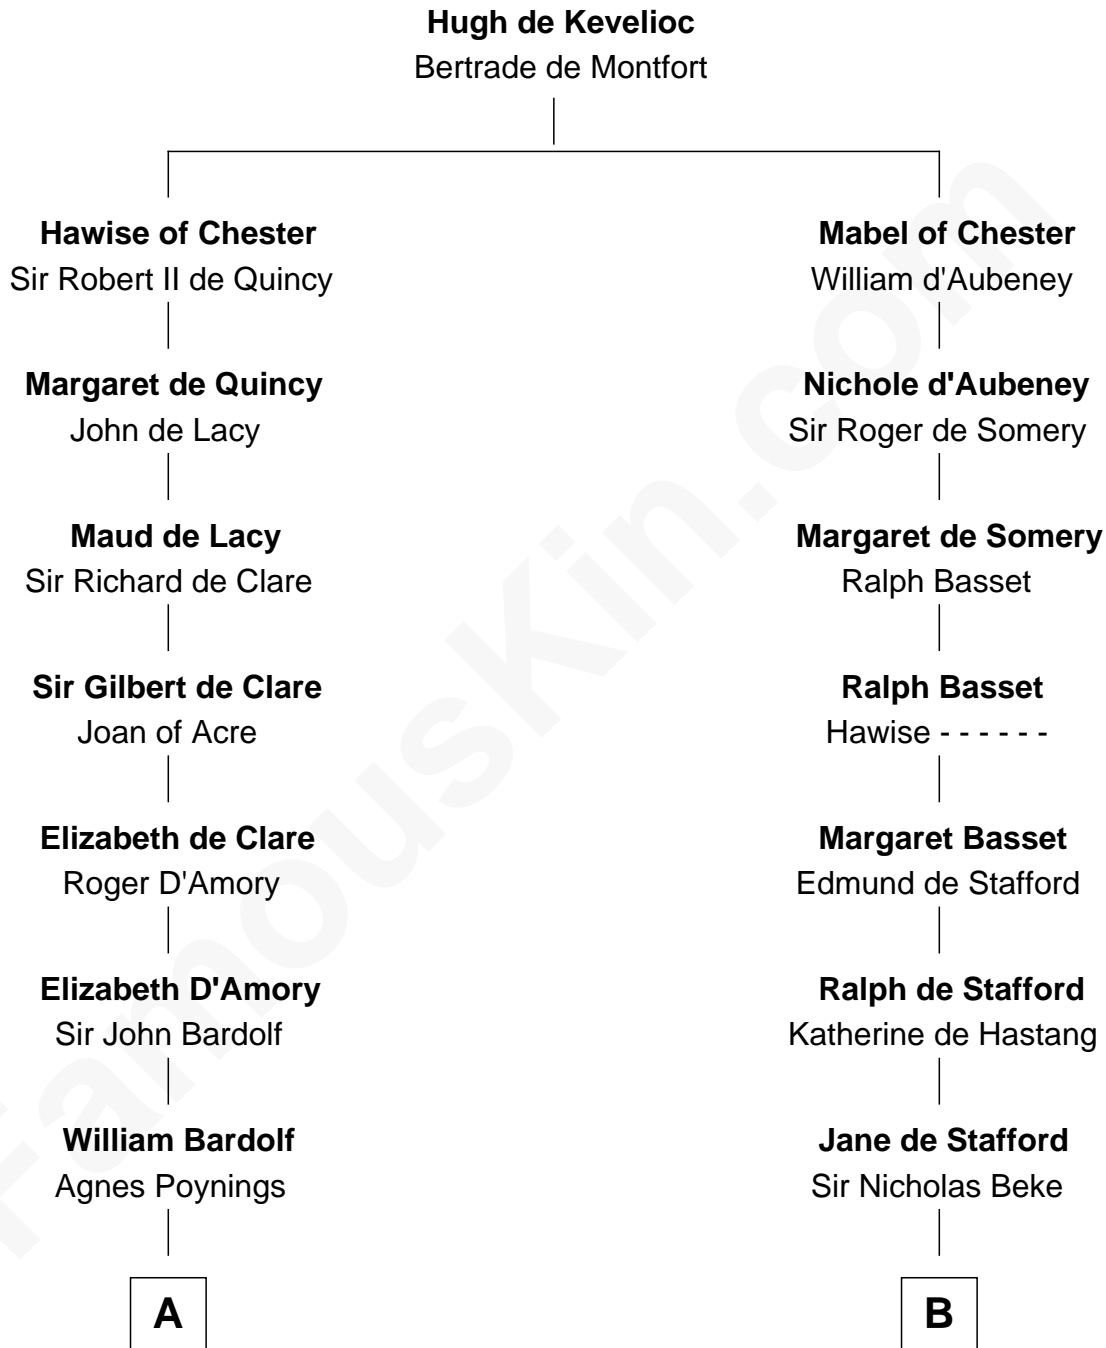 Hugh de Kevelioc
Bertrade de Montfort
Hawise of Chester
Sir Robert II de Quincy
Mabel of Chester
William d'Aubeney
Margaret de Quincy
John de Lacy
Nichole d'Aubeney
Sir Roger de Somery
Maud de Lacy
Sir Richard de Clare
Margaret de Somery
Ralph Basset
Sir Gilbert de Clare
Joan of Acre
Ralph Basset
Hawise - - - - - -
Elizabeth de Clare
Roger D'Amory
Margaret Basset
Edmund de Stafford
Elizabeth D'Amory
Sir John Bardolf
Ralph de Stafford
Katherine de Hastang
William Bardolf
Agnes Poynings
Jane de Stafford
Sir Nicholas Beke
A
B
FamousKin.com